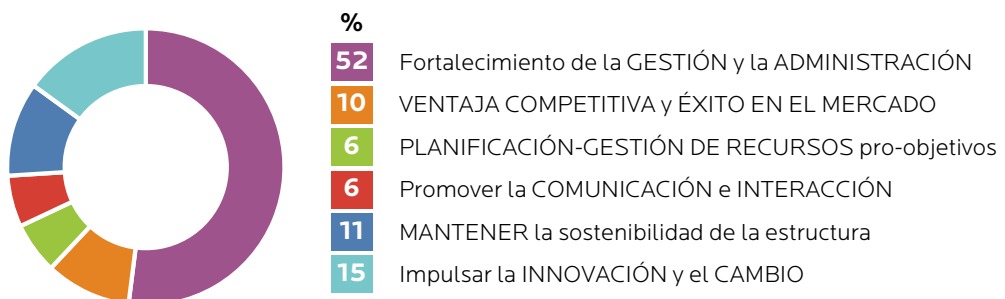 %
52 Fortalecimiento de la GESTIÓN y la ADMINISTRACIÓN
10 VENTAJA COMPETITIVA y ÉXITO EN EL MERCADO
6 PLANIFICACIÓN-GESTIÓN DE RECURSOS pro-objetivos
6 Promover la COMUNICACIÓN e INTERACCIÓN
11 MANTENER la sostenibilidad de la estructura
15 Impulsar la INNOVACIÓN y el CAMBIO